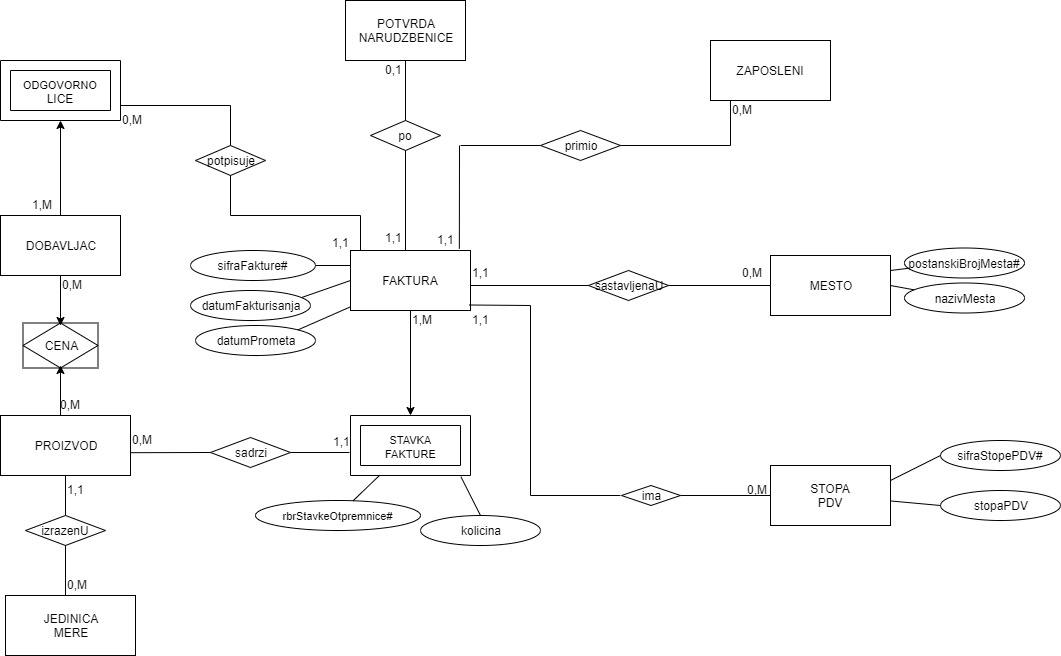 POTVRDA
NARUDZBENICE
0,1
po
ZAPOSLENI
0,M
primio
1,1
ODGOVORNO
LICE
0,M
potpisuje
1,1
1,1
1,M
DOBAVLJAC
0,M
CENA
0,M
PROIZVOD
0,M
sadrzi
1,1
1,1
izrazenU
0,M
JEDINICA
MERE
FAKTURA
sifraFakture#
datumFakturisanja
datumPrometa
1,1
sastavljenaU
0,M
MESTO
postanskiBrojMesta#
nazivMesta
1,M
1,1
STAVKA
FAKTURE
rbrStavkeOtpremnice#
kolicina
ima
0,M
STOPA
PDV
sifraStopePDV#
stopaPDV